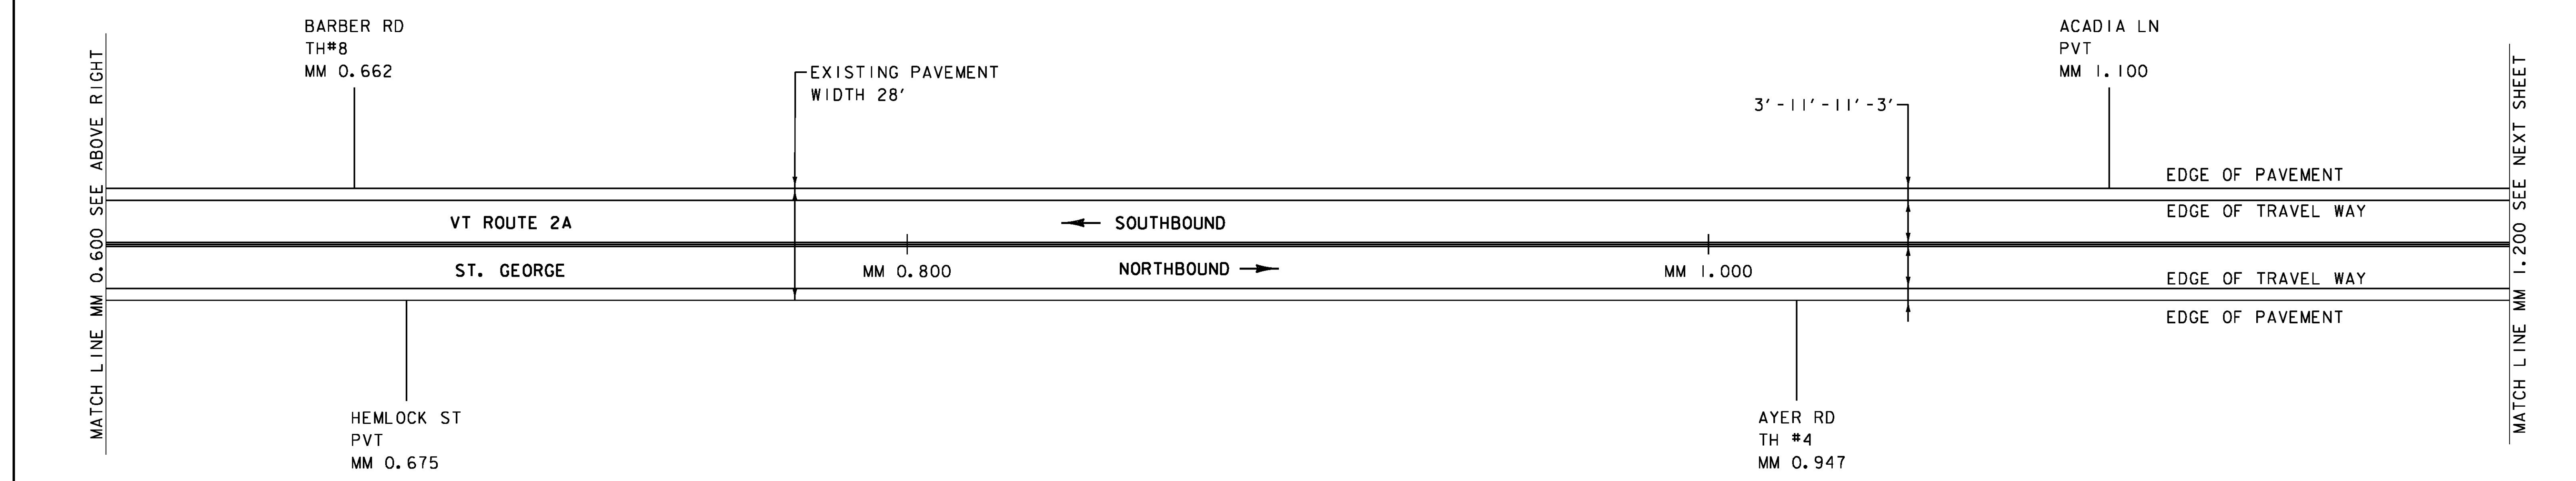 BARBER RD
TH#8
MM 0.662
EXISTING PAVEMENT
WIDTH 28'
3'-11'-11'-3'
ACADIA LN
PVT
MM 1.100
MATCH LINE MM 0.600 SEE ABOVE RIGHT
EDGE OF PAVEMENT
EDGE OF TRAVEL WAY
VT ROUTE 2A
← SOUTHBOUND
ST. GEORGE
MM 0.800
NORTHBOUND →
MM 1.000
EDGE OF TRAVEL WAY
EDGE OF PAVEMENT
MATCH LINE MM 1.200 SEE NEXT SHEET
HEMLOCK ST
PVT
MM 0.675
AYER RD
TH #4
MM 0.947